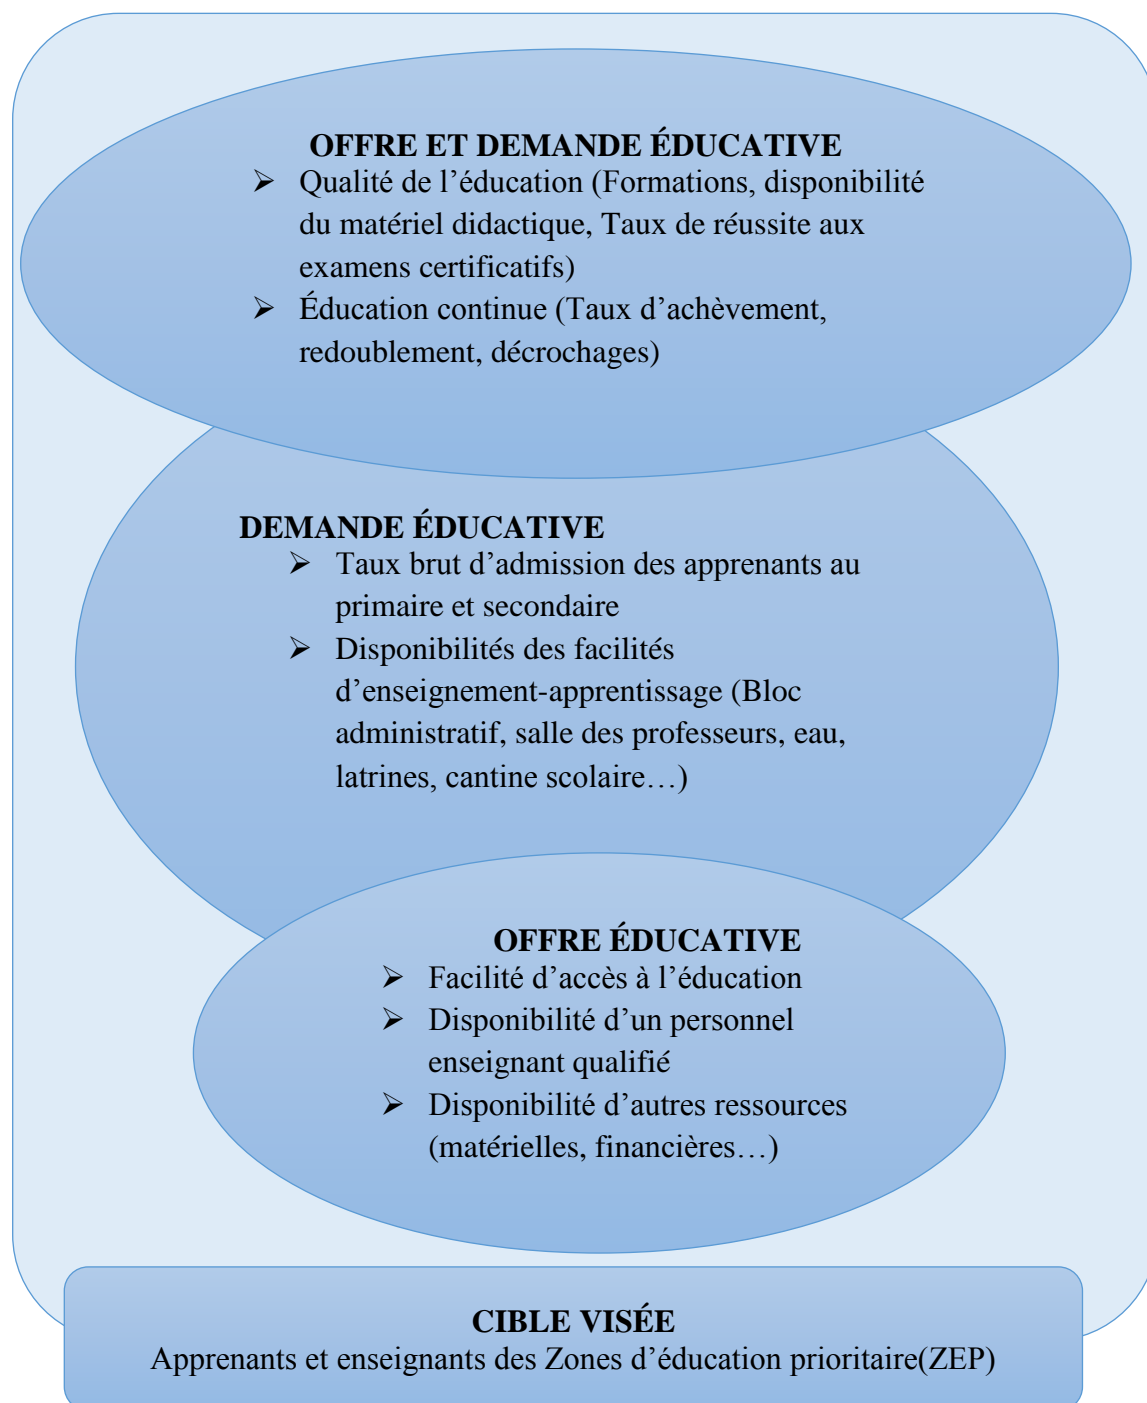 OFFRE ET DEMANDE ÉDUCATIVE
➢ Qualité de l’éducation (Formations, disponibilité
du matériel didactique, Taux de réussite aux
examens certificatifs)
➢ Éducation continue (Taux d’achèvement,
redoublement, décrochages)
DEMANDE ÉDUCATIVE
➢ Taux brut d’admission des apprenants au
primaire et secondaire
➢ Disponibilités des facilités
d’enseignement-apprentissage (Bloc
administratif, salle des professeurs, eau,
latrines, cantine scolaire…)
OFFRE ÉDUCATIVE
➢ Facilité d’accès à l’éducation
➢ Disponibilité d’un personnel
enseignant qualifié
➢ Disponibilité d’autres ressources
(matérielles, financières…)
CIBLE VISÉE
Apprenants et enseignants des Zones d’éducation prioritaire(ZEP)